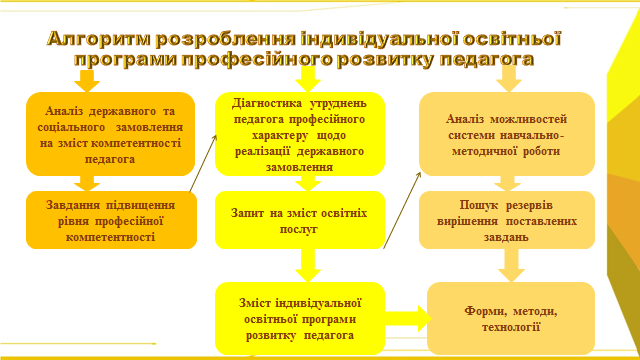 Алгоритм розроблення індивідуальної освітньої
програми професійного розвитку педагога
Аналіз державного та
соціального замовлення
на зміст компетентності
педагога
Завдання підвищення
рівня професійної
компетентності
Діагностика утруднень
педагога професійного
характеру щодо
реалізації державного
замовлення
Запит на зміст освітніх
послуг
Зміст індивідуальної
освітньої програми
розвитку педагога
Аналіз можливостей
системи навчально-
методичної роботи
Пошук резервів
вирішення поставлених
завдань
Форми, методи,
технології